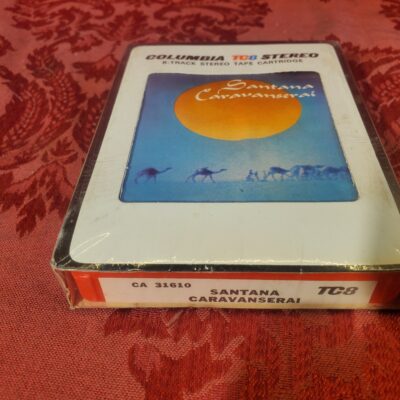 COLUMBIA TC8 STEREO
8-TRACK STEREO TAPE CARTRIDGE
Santana
Caravanserai
CA 31610
SANTANA
CARAVANSERAI
TC8